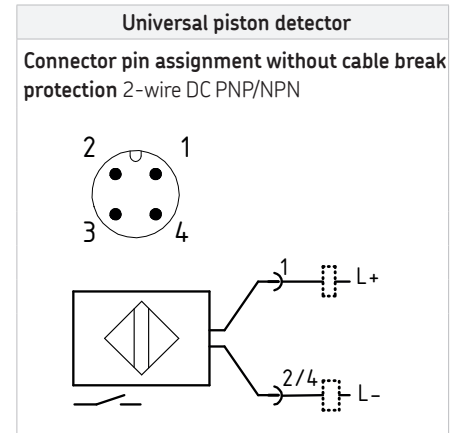 Universal piston detector
Connector pin assignment without cable break
protection 2-wire DC PNP/NPN
2 1
3 4
1 L+
2/4 L-